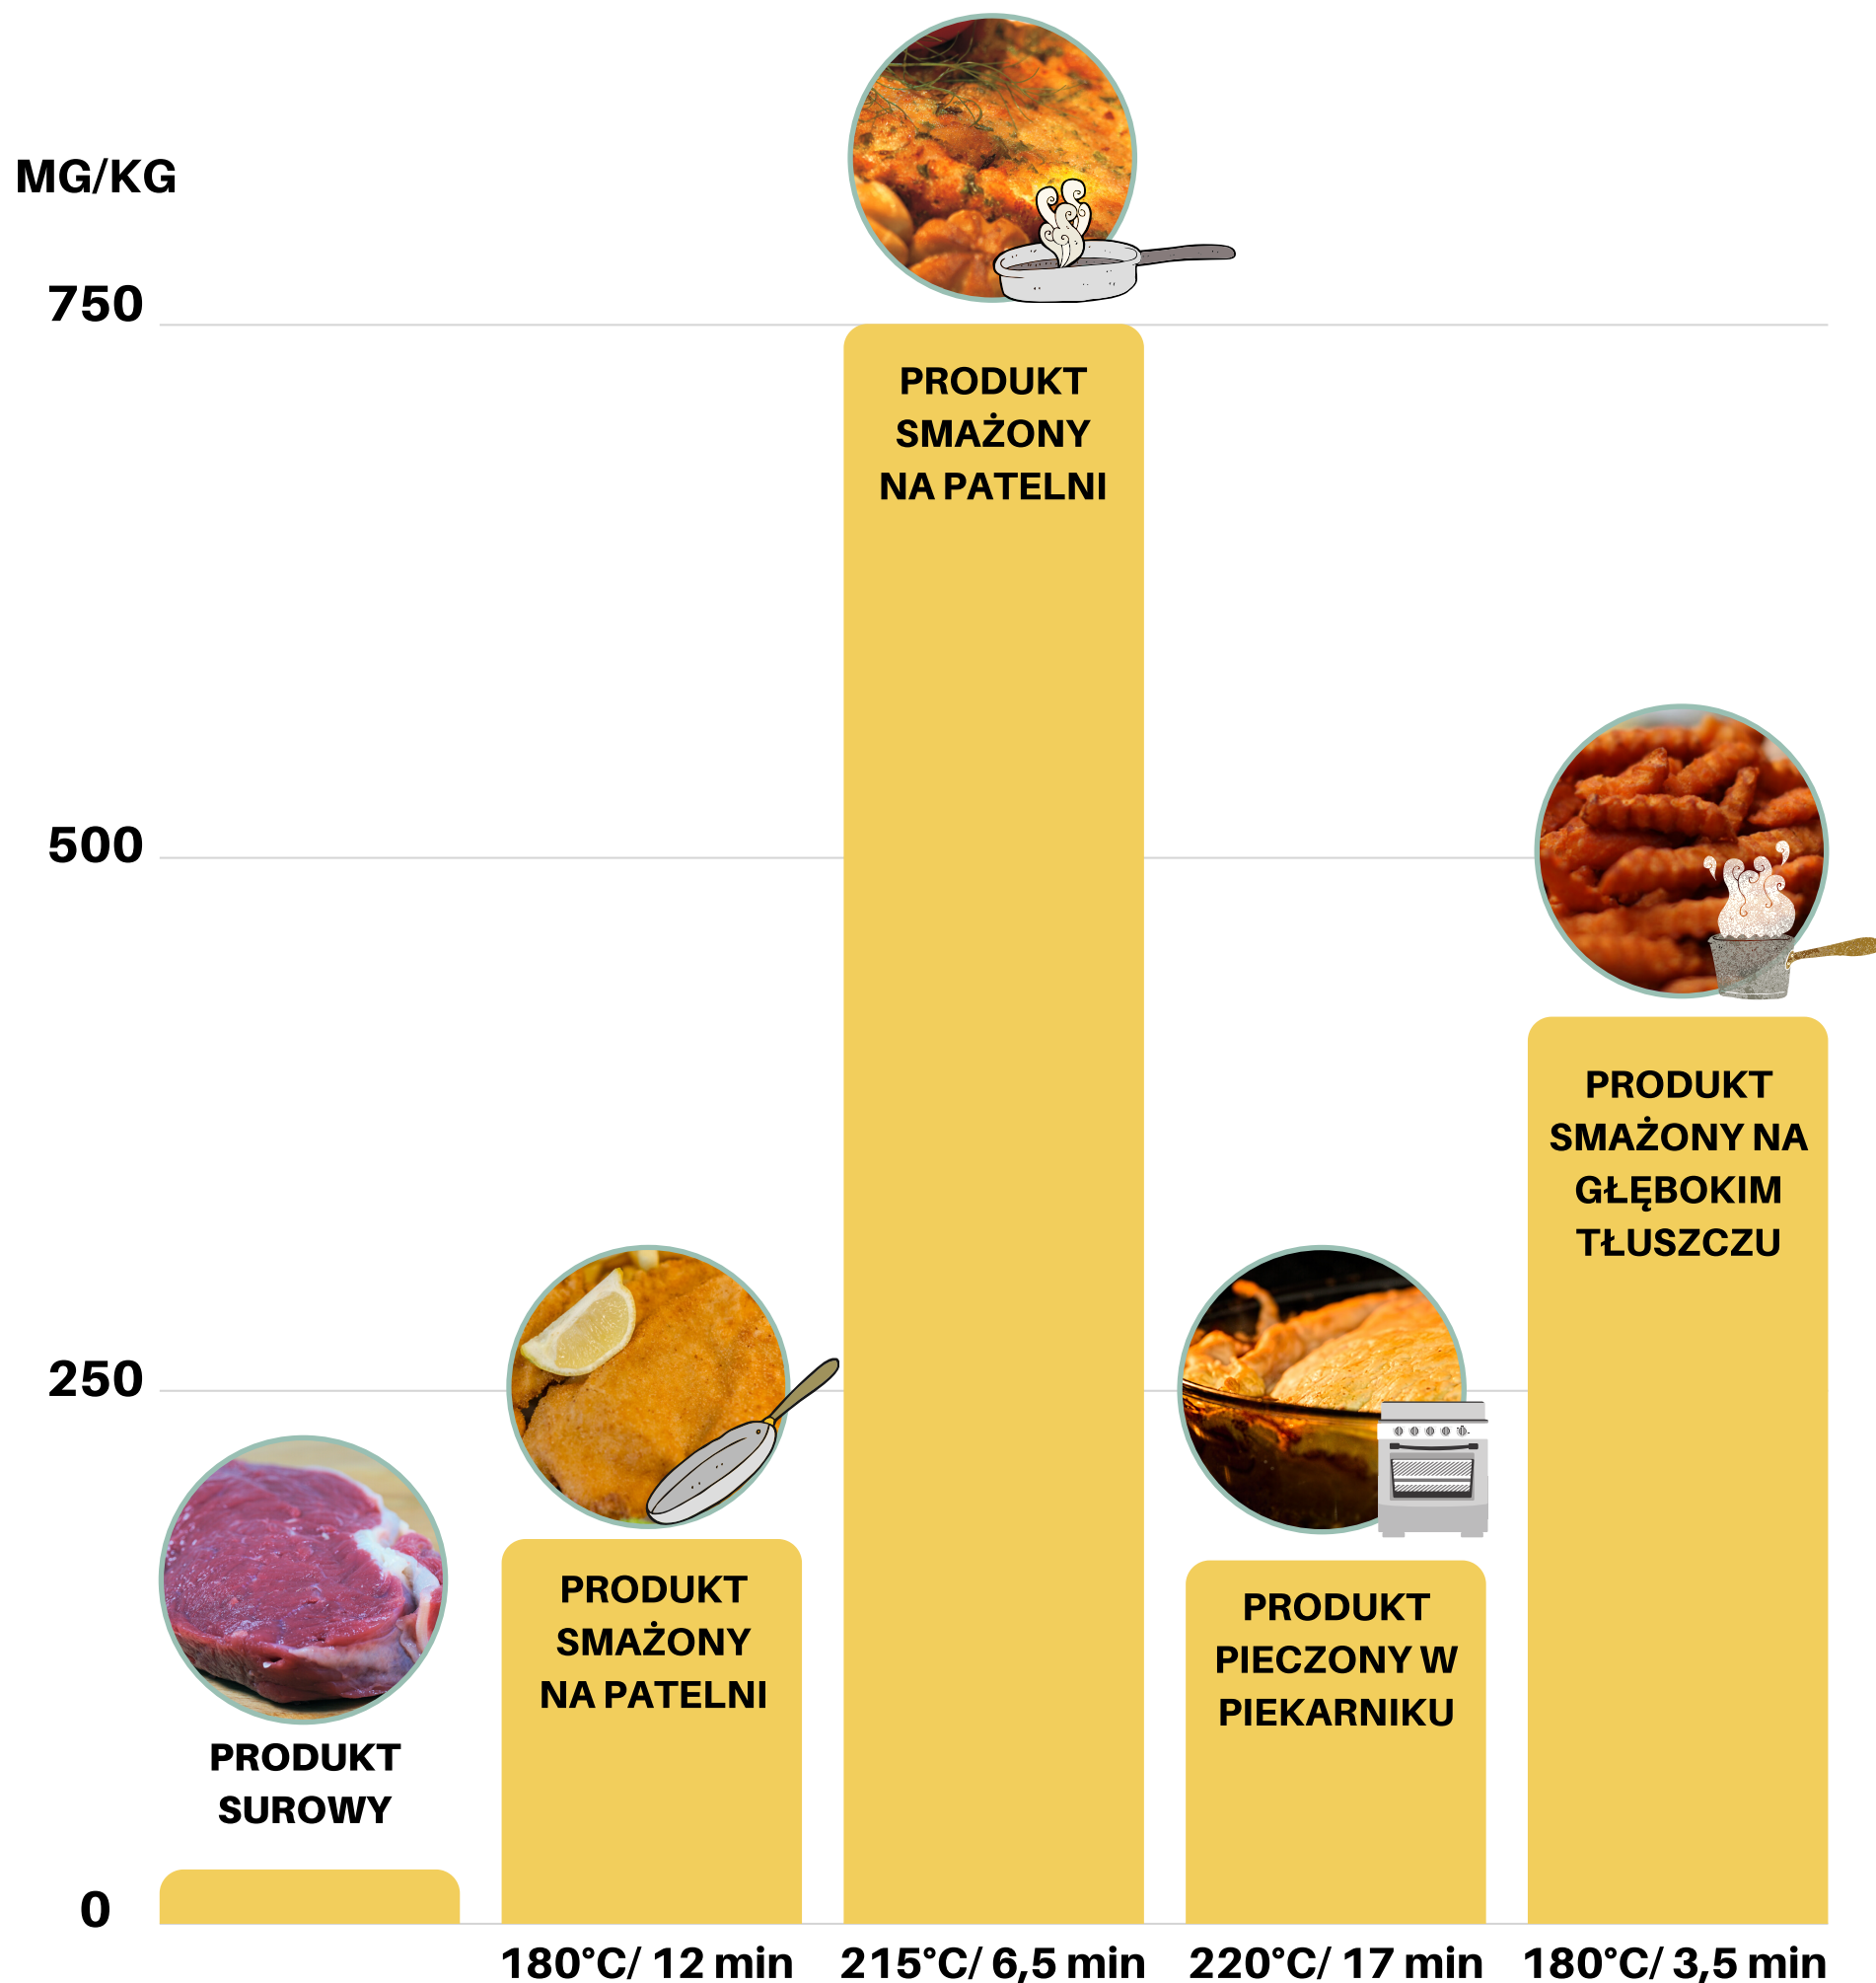 MG/KG
750
500
250
0
PRODUKT
SUROWY
PRODUKT
SMAŻONY
NA PATELNI
PRODUKT
SMAŻONY
NA PATELNI
PRODUKT
PIECZONY W
PIEKARNIKU
PRODUKT
SMAŻONY NA
GŁĘBOKIM
TŁUSZCZU
180°C/ 12 min
215°C/ 6,5 min
220°C/ 17 min
180°C/ 3,5 min